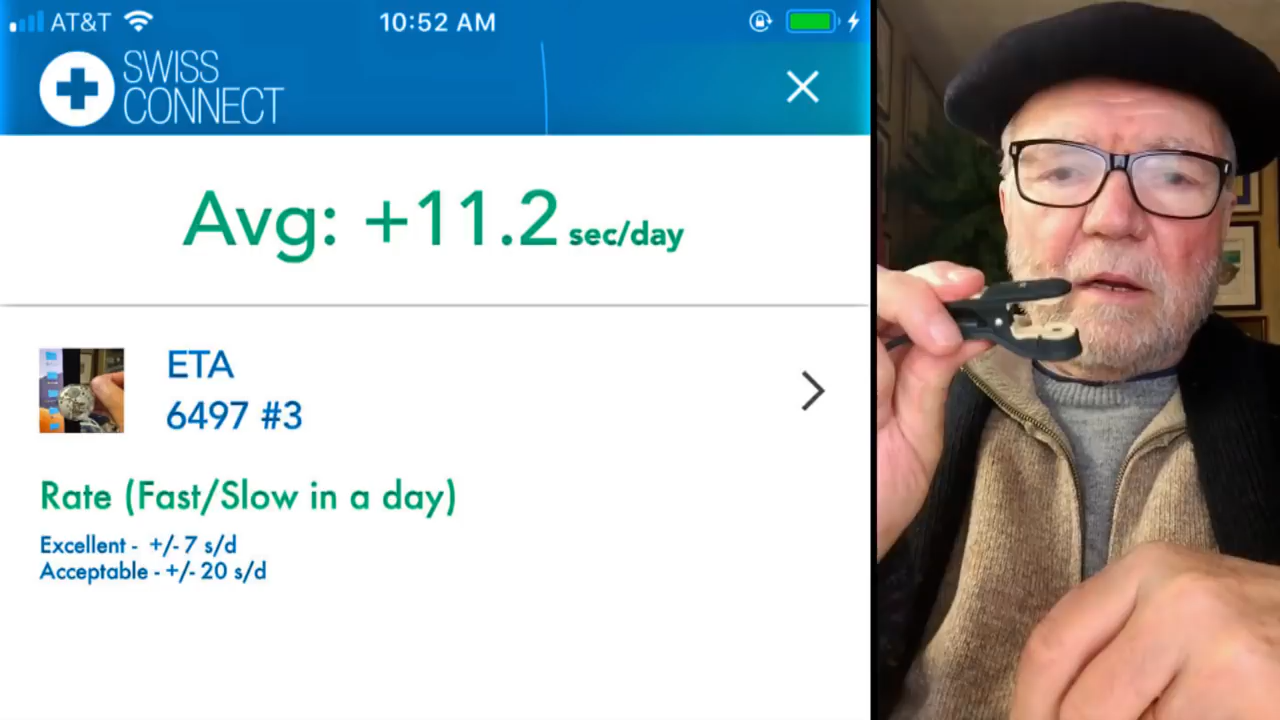 AT&T
10:52 AM
SWISS
CONNECT
Avg: +11.2 sec/day
ETA
6497 #3
Rate (Fast/Slow in a day)
Excellent - +/- 7 s/d
Acceptable - +/- 20 s/d